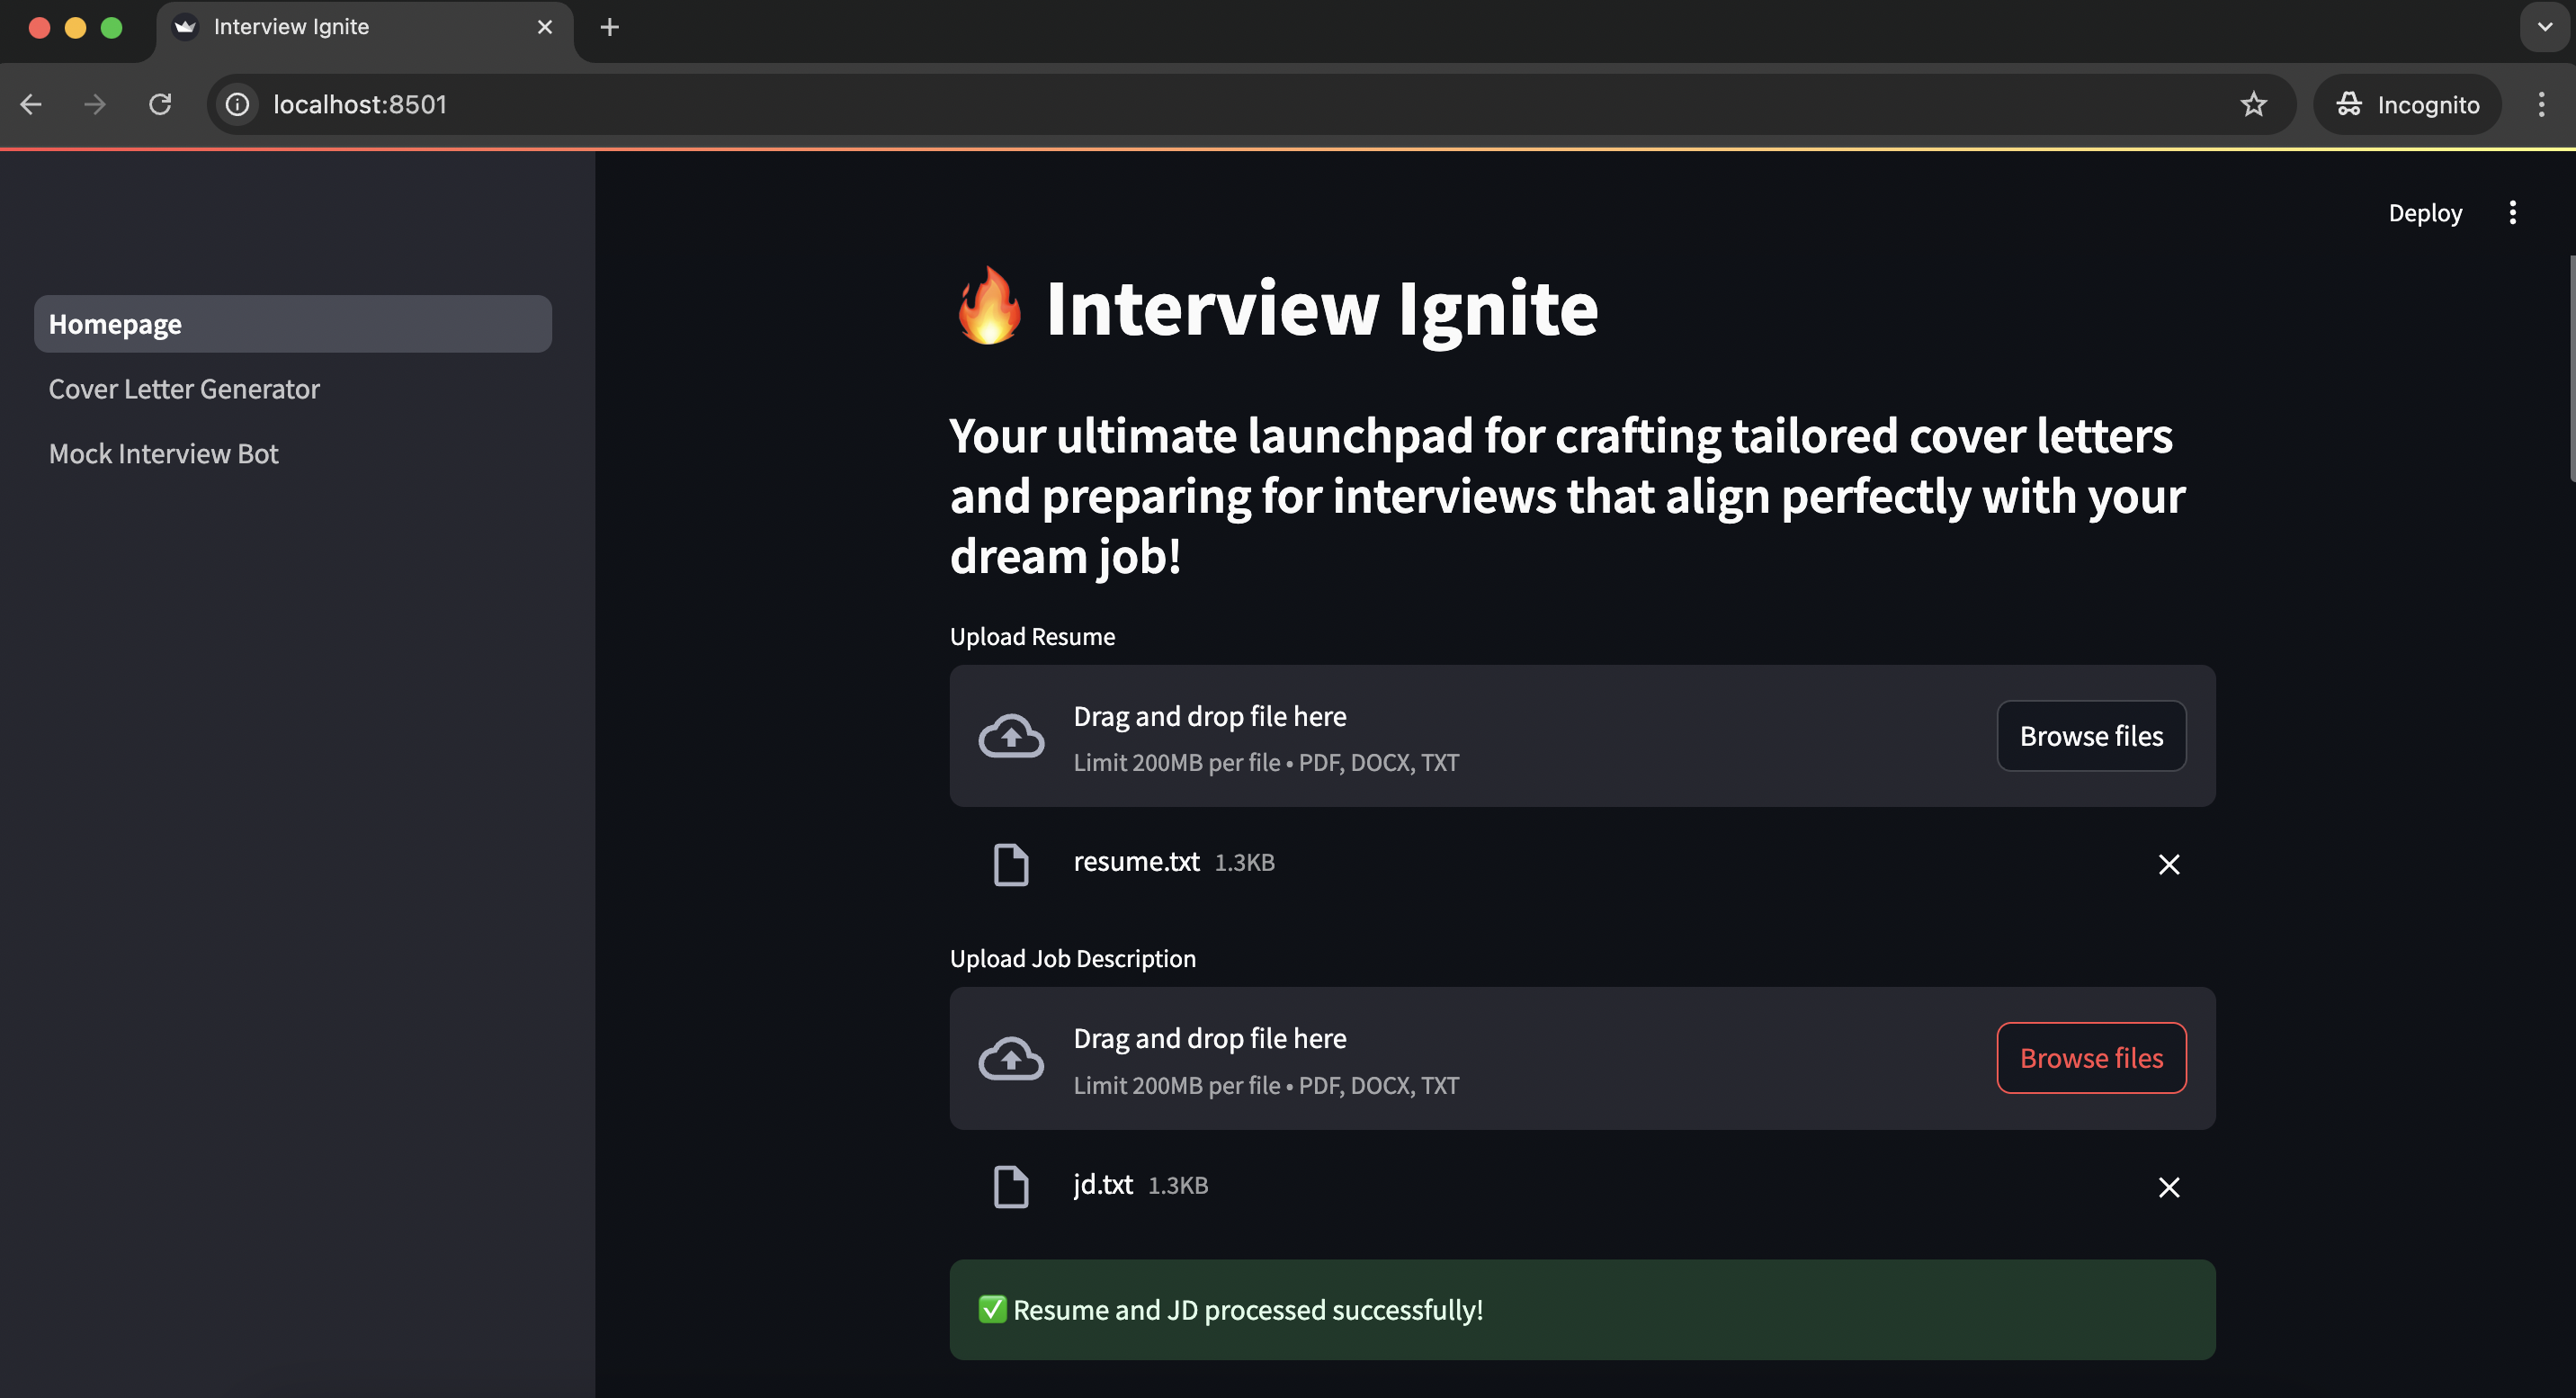 Interview Ignite
localhost:8501
Incognito
Deploy
Homepage
Cover Letter Generator
Mock Interview Bot
🔥 Interview Ignite
Your ultimate launchpad for crafting tailored cover letters
and preparing for interviews that align perfectly with your
dream job!
Upload Resume
Drag and drop file here
Limit 200MB per file • PDF, DOCX, TXT
Browse files
resume.txt 1.3KB
Upload Job Description
Drag and drop file here
Limit 200MB per file • PDF, DOCX, TXT
Browse files
jd.txt 1.3KB
✅ Resume and JD processed successfully!